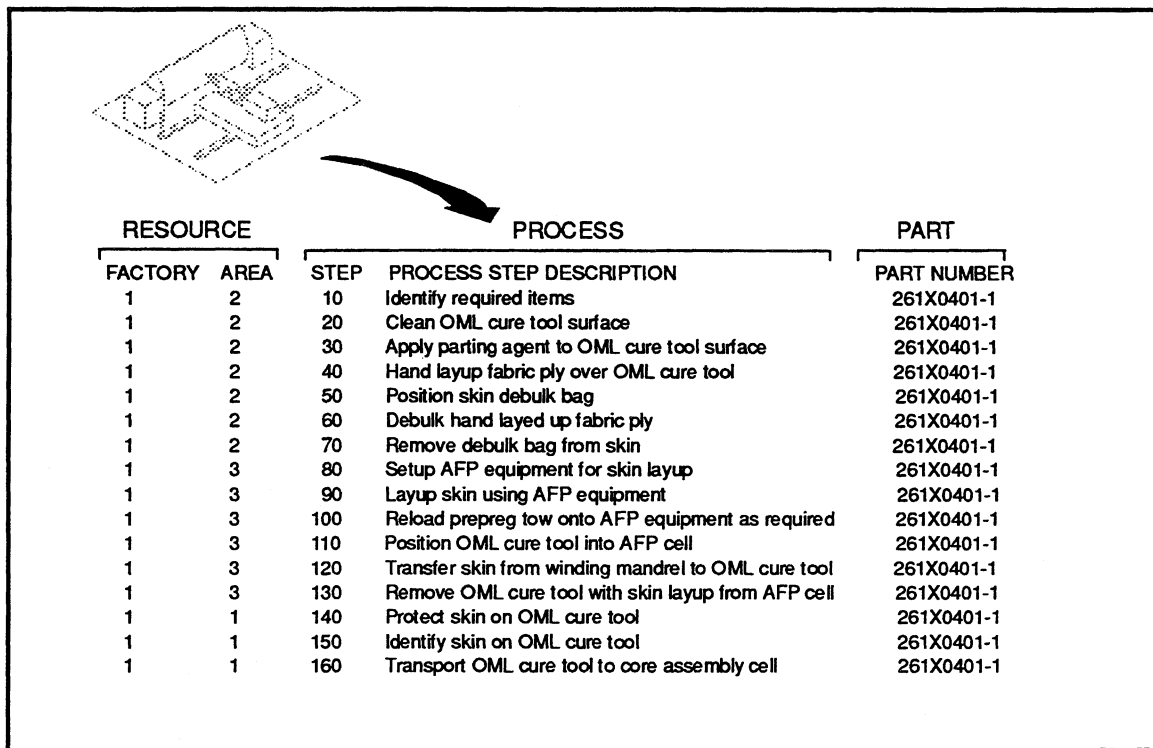 RESOURCE PROCESS PART
FACTORY AREA STEP PROCESS STEP DESCRIPTION PART NUMBER
1 2 10 Identify required items 261X0401-1
1 2 20 Clean OML cure tool surface 261X0401-1
1 2 30 Apply parting agent to OML cure tool surface 261X0401-1
1 2 40 Hand layup fabric ply over OML cure tool 261X0401-1
1 2 50 Position skin debulk bag 261X0401-1
1 2 60 Debulk hand layed up fabric ply 261X0401-1
1 2 70 Remove debulk bag from skin 261X0401-1
1 3 80 Setup AFP equipment for skin layup 261X0401-1
1 3 90 Layup skin using AFP equipment 261X0401-1
1 3 100 Reload prepreg tow onto AFP equipment as required 261X0401-1
1 3 110 Position OML cure tool into AFP cell 261X0401-1
1 3 120 Transfer skin from winding mandrel to OML cure tool 261X0401-1
1 3 130 Remove OML cure tool with skin layup from AFP cell 261X0401-1
1 1 140 Protect skin on OML cure tool 261X0401-1
1 1 150 Identify skin on OML cure tool 261X0401-1
1 1 160 Transport OML cure tool to core assembly cell 261X0401-1